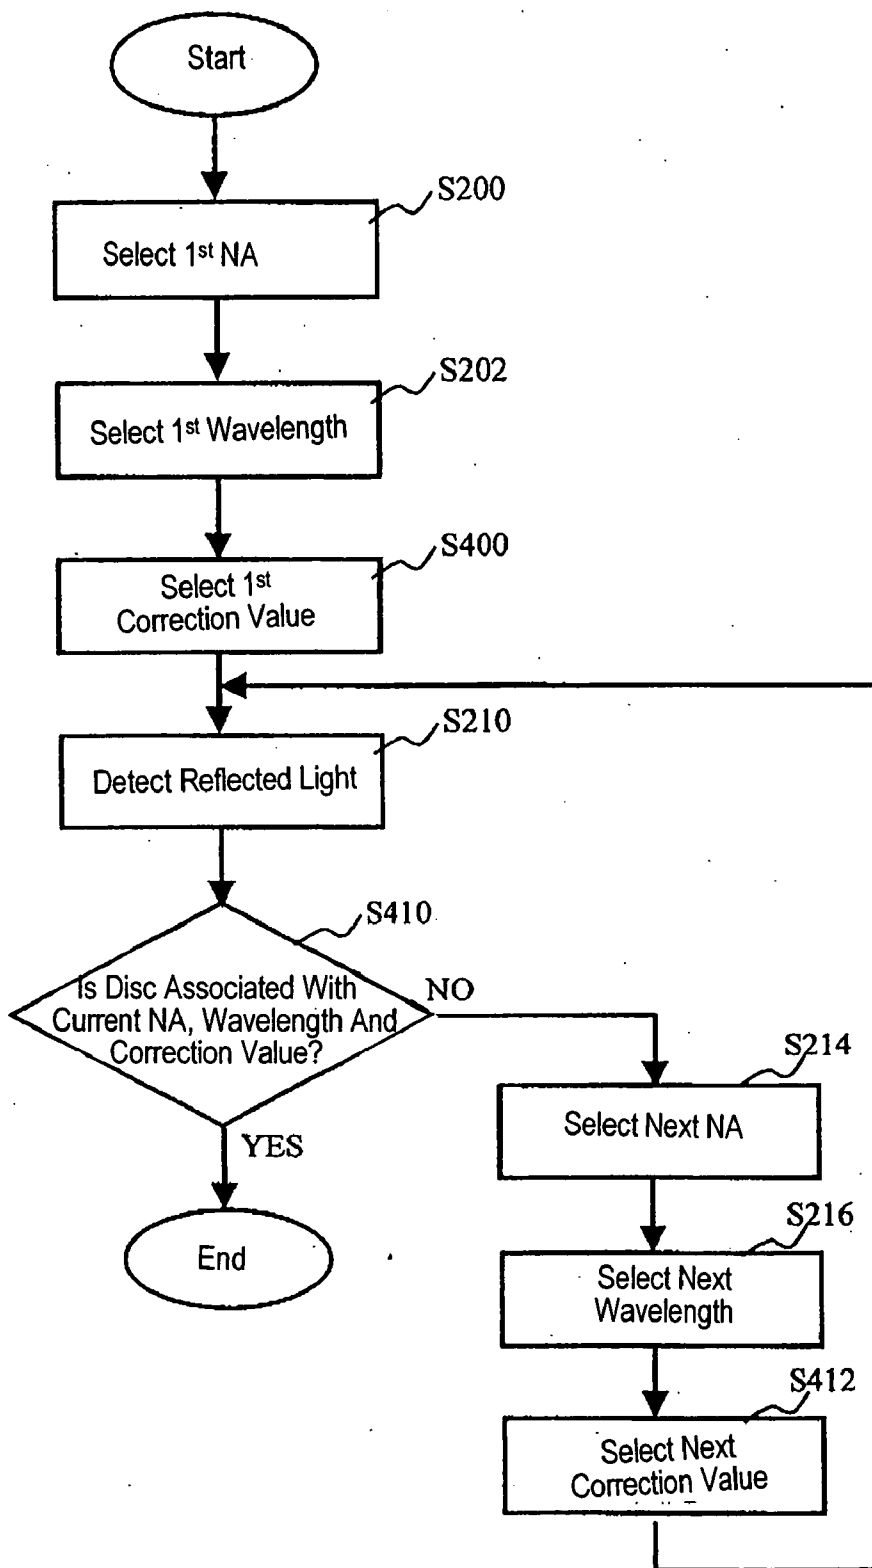 Start
S200
Select 1st NA
S202
Select 1st Wavelength
S400
Select 1st
Correction Value
S210
Detect Reflected Light
S410
Is Disc Associated With
Current NA, Wavelength And
Correction Value?
NO
YES
End
S214
Select Next NA
S216
Select Next
Wavelength
S412
Select Next
Correction Value